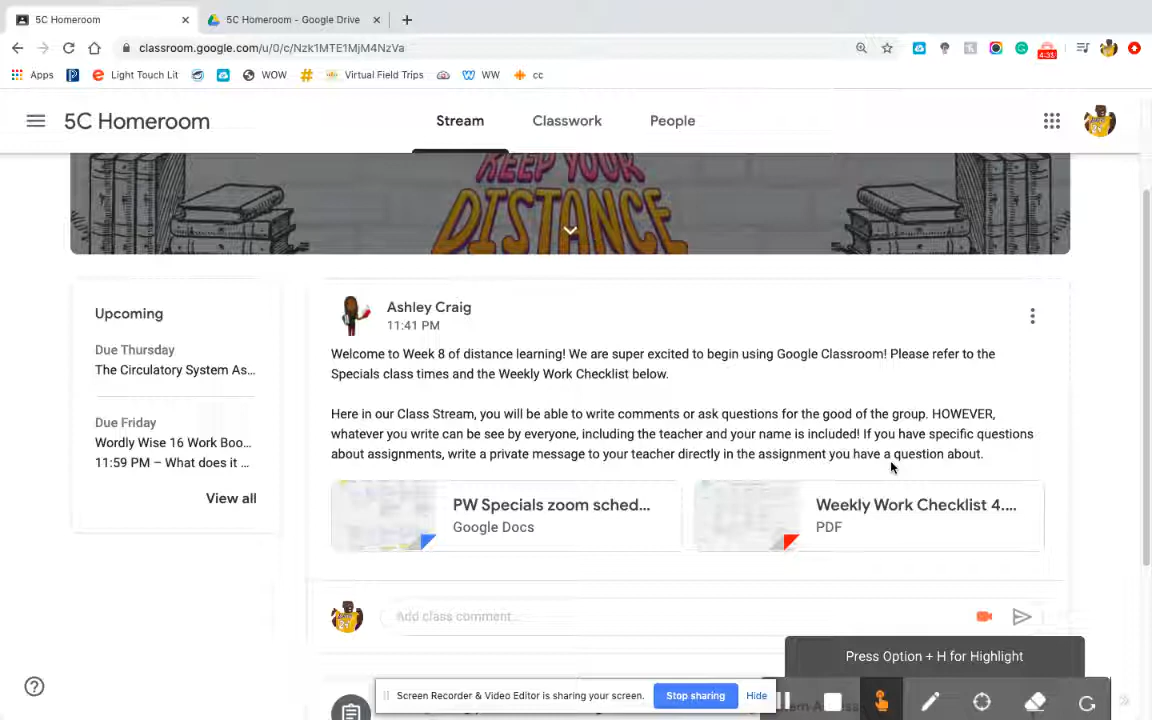 5C Homeroom
5C Homeroom - Google Drive
classroom.google.com/u/0/c/Nzk1MTE1MjM4NzVa
4:35
Apps
Light Touch Lit
WOW
Virtual Field Trips
WW
cc
5C Homeroom
Stream
Classwork
People
KEEP YOUR
DISTANCE
Upcoming
Due Thursday
The Circulatory System As...
Due Friday
Wordly Wise 16 Work Boo...
11:59 PM – What does it ...
View all
Ashley Craig
11:41 PM
Welcome to Week 8 of distance learning! We are super excited to begin using Google Classroom! Please refer to the
Specials class times and the Weekly Work Checklist below.
Here in our Class Stream, you will be able to write comments or ask questions for the good of the group. HOWEVER,
whatever you write can be see by everyone, including the teacher and your name is included! If you have specific questions
about assignments, write a private message to your teacher directly in the assignment you have a question about.
PW Specials zoom sched...
Google Docs
Weekly Work Checklist 4....
PDF
Add class comment...
Press Option + H for Highlight
Screen Recorder & Video Editor is sharing your screen.
Stop sharing
Hide